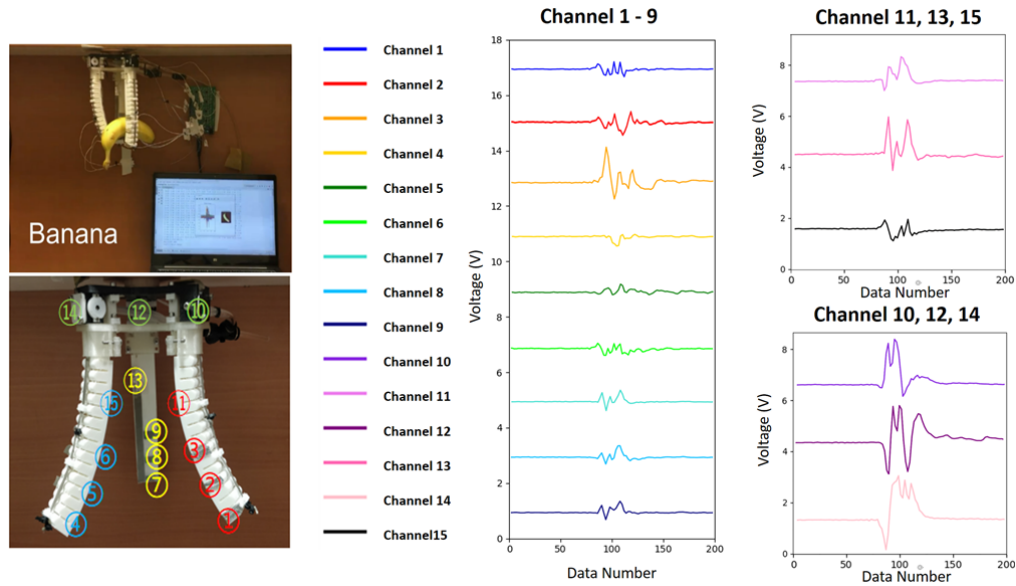 Banana
14
12
10
13
15
11
9
6
3
8
7
5
2
4
1
Channel 1
Channel 2
Channel 3
Channel 4
Channel 5
Channel 6
Channel 7
Channel 8
Channel 9
Channel 10
Channel 11
Channel 12
Channel 13
Channel 14
Channel15
Channel 1 - 9
Voltage (V)
18
16
14
12
10
8
6
4
2
0
0 50 100 150 200
Data Number
Channel 11, 13, 15
Voltage (V)
8
6
4
2
0
0 50 100 150 200
Data Number
Channel 10, 12, 14
Voltage (V)
8
6
4
2
0
0 50 100 150 200
Data Number